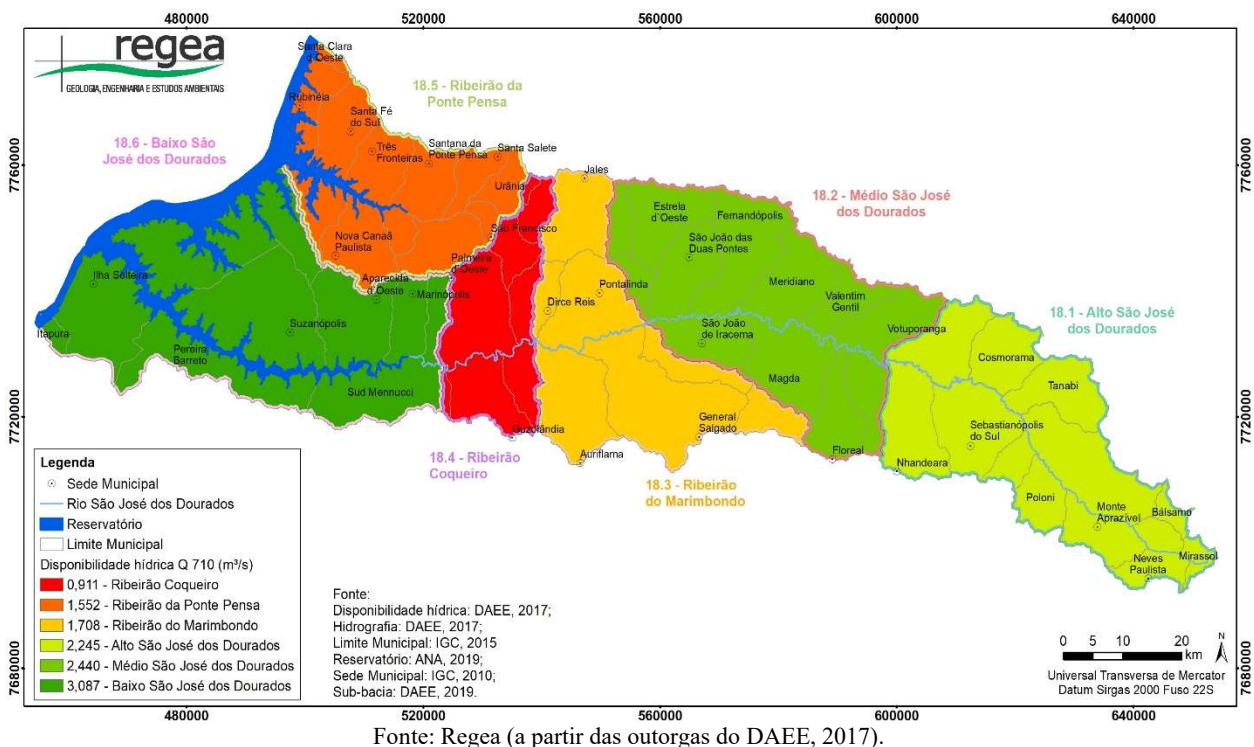 480000 520000 560000 600000 640000
regea
GEOLOGIA, ENGENHARIA E ESTUDOS AMBIENTAIS
7760000
7720000
7680000
7760000
7720000
7680000
18.5 - Ribeirão da
Ponte Pensa
18.6 - Baixo São
José dos Dourados
18.2 - Médio São José
dos Dourados
18.1 - Alto São José
dos Dourados
18.4 - Ribeirão
Coqueiro
18.3 - Ribeirão
do Marimbondo
Santa Clara
d´Oeste
Rubinéia
Santa Fé
do Sul
Três
Fronteiras
Santana da
Ponte Pensa
Santa Salete
Urânia
Nova Canaã
Paulista
São Francisco
Palmeira
d´Oeste
Aparecida
d´Oeste
Marinópolis
Ilha Solteira
Itapura
Suzanópolis
Pereira
Barreto
Sud Mennucci
Guzolândia
Jales
Dirce Reis
Pontalinda
Auriflama
General
Salgado
Estrela
d´Oeste
Fernandópolis
São João das
Duas Pontes
Meridiano
Valentim
Gentil
São João
de Iracema
Magda
Floreal
Votuporanga
Cosmorama
Tanabi
Sebastianópolis
do Sul
Nhandeara
Poloni
Monte
Aprazível
Bálsamo
Mirassol
Neves
Paulista
Legenda
Sede Municipal
Rio São José dos Dourados
Reservatório
Limite Municipal
Disponibilidade hídrica Q 710 (m³/s)
0,911 - Ribeirão Coqueiro
1,552 - Ribeirão da Ponte Pensa
1,708 - Ribeirão do Marimbondo
2,245 - Alto São José dos Dourados
2,440 - Médio São José dos Dourados
3,087 - Baixo São José dos Dourados
Fonte:
Disponibilidade hídrica: DAEE, 2017;
Hidrografia: DAEE, 2017;
Limite Municipal: IGC, 2015
Reservatório: ANA, 2019;
Sede Municipal: IGC, 2010;
Sub-bacia: DAEE, 2019.
0 5 10 20
km
N
Universal Transversa de Mercator
Datum Sirgas 2000 Fuso 22S
480000 520000 560000 600000 640000
Fonte: Regea (a partir das outorgas do DAEE, 2017).